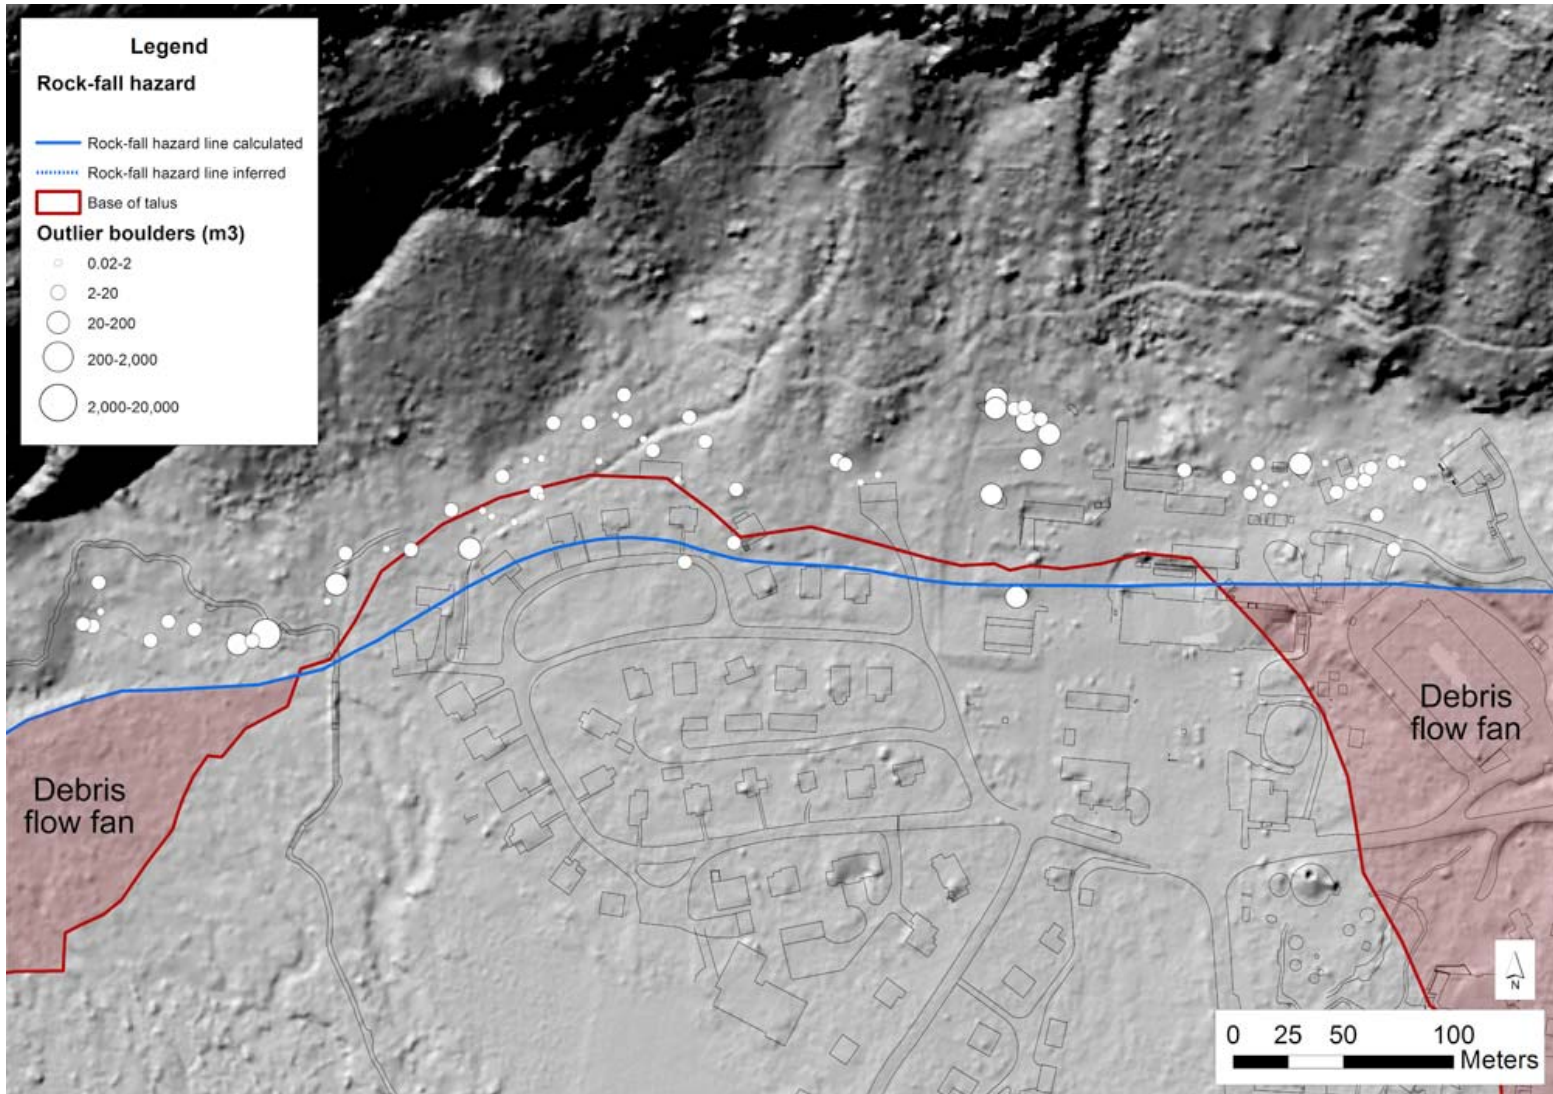 Legend
Rock-fall hazard
Rock-fall hazard line calculated
Rock-fall hazard line inferred
Base of talus
Outlier boulders (m3)
0.02-2
2-20
20-200
200-2,000
2,000-20,000
Debris
flow fan
Debris
flow fan
N
0 25 50 100
Meters